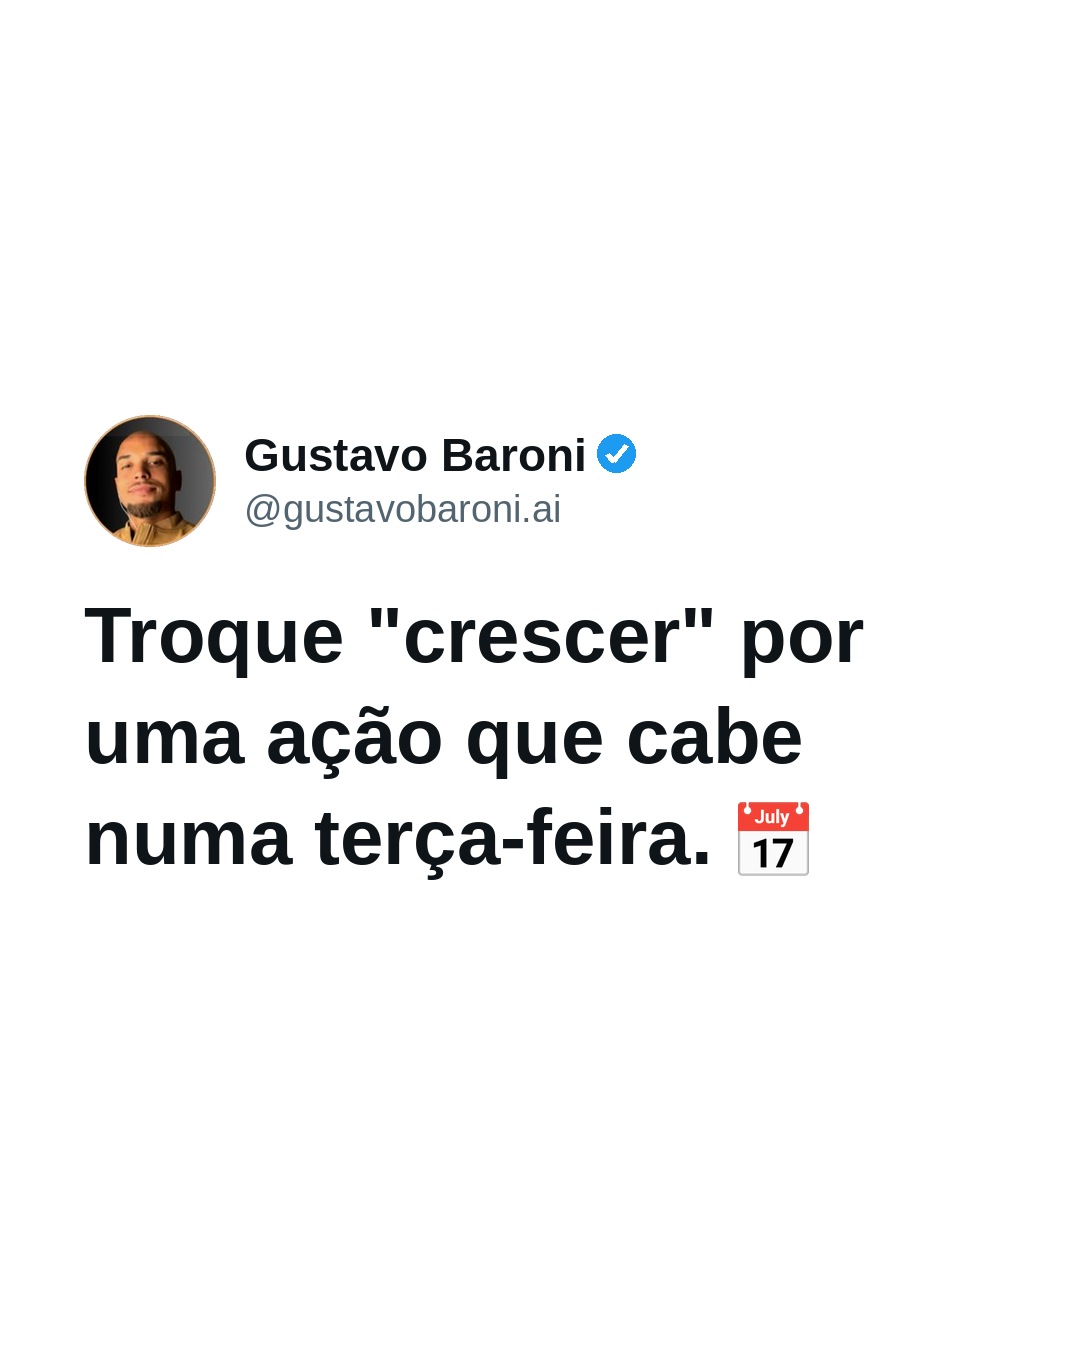 Gustavo Baroni
@gustavobaroni.ai
Troque "crescer" por
uma ação que cabe
numa terça-feira. 📅
July
17